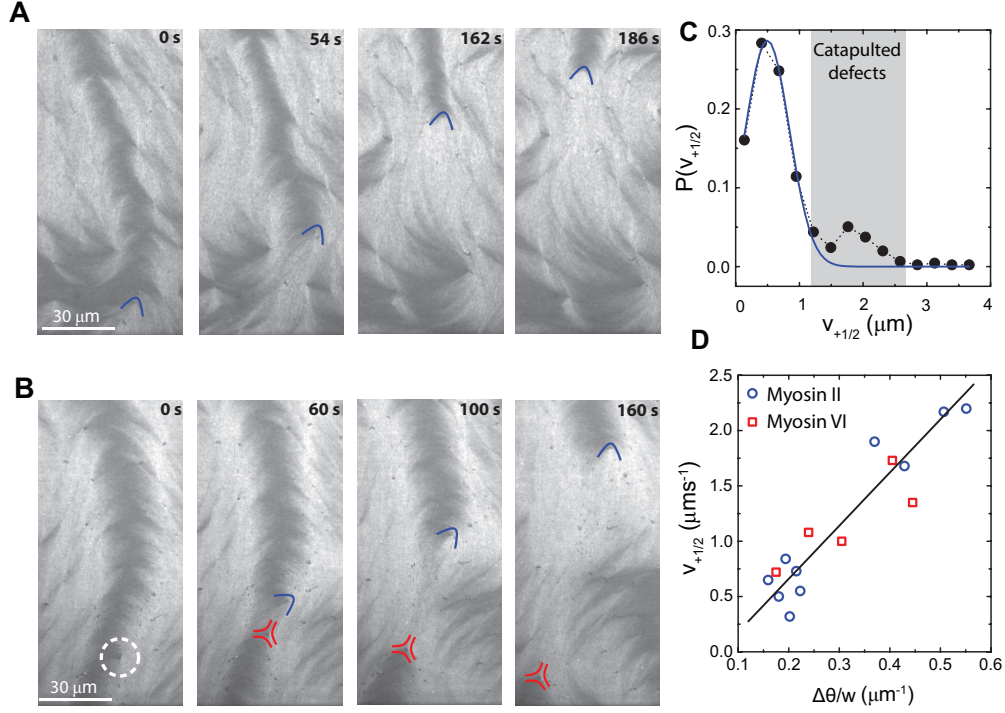 A
0 s
54 s
162 s
186 s
30 μm
B
0 s
60 s
100 s
160 s
30 μm
C
0.3
0.2
0.1
0.0
P(v+1/2)
Catapulted
defects
0
1
2
3
4
v+1/2 (μm)
D
2.5
2.0
1.5
1.0
0.5
0.0
v+1/2 (μms-1)
Myosin II
Myosin VI
0.1
0.2
0.3
0.4
0.5
0.6
Δθ/w (μm-1)